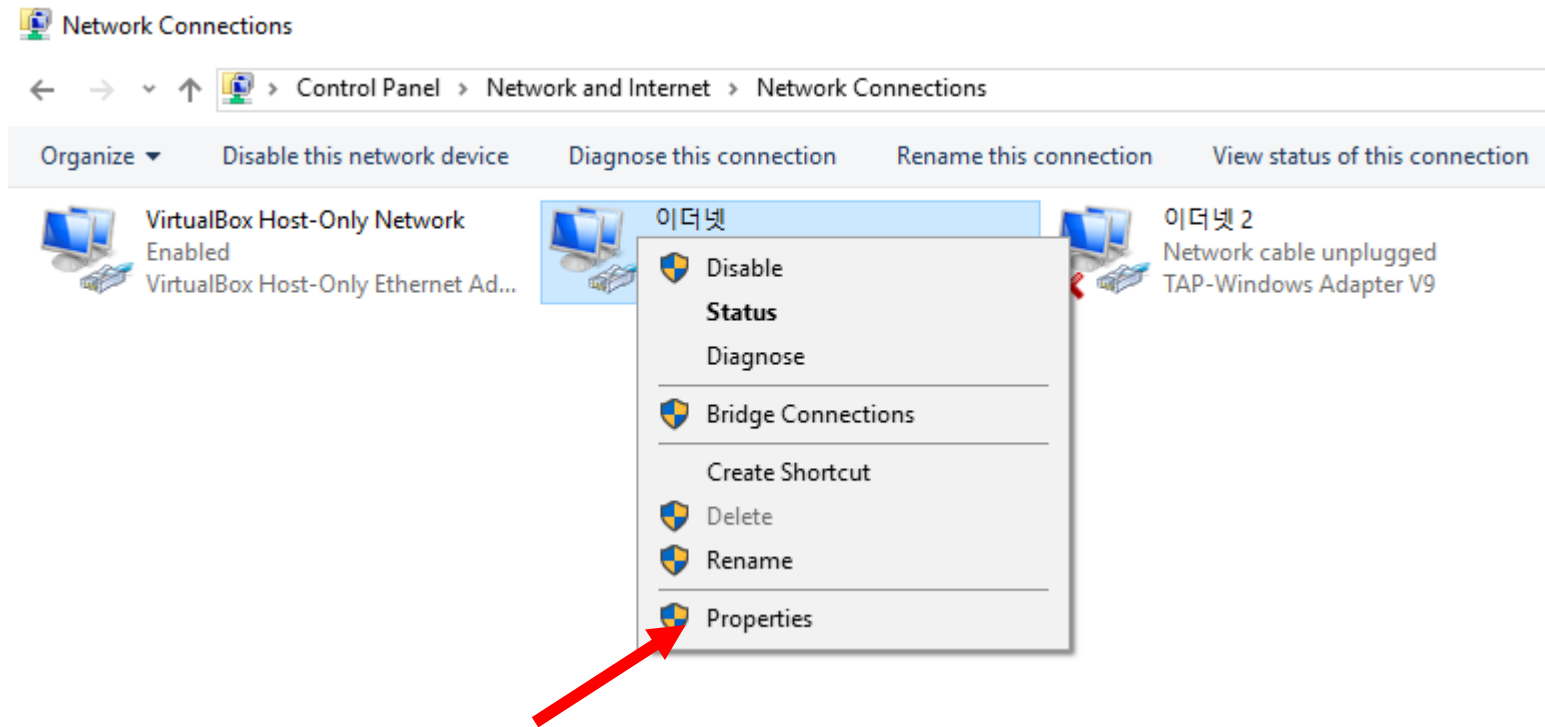 Network Connections
Control Panel > Network and Internet > Network Connections
Organize Disable this network device Diagnose this connection Rename this connection View status of this connection
VirtualBox Host-Only Network
Enabled
VirtualBox Host-Only Ethernet Ad...
이더넷
이더넷 2
Network cable unplugged
TAP-Windows Adapter V9
Disable
Status
Diagnose
Bridge Connections
Create Shortcut
Delete
Rename
Properties